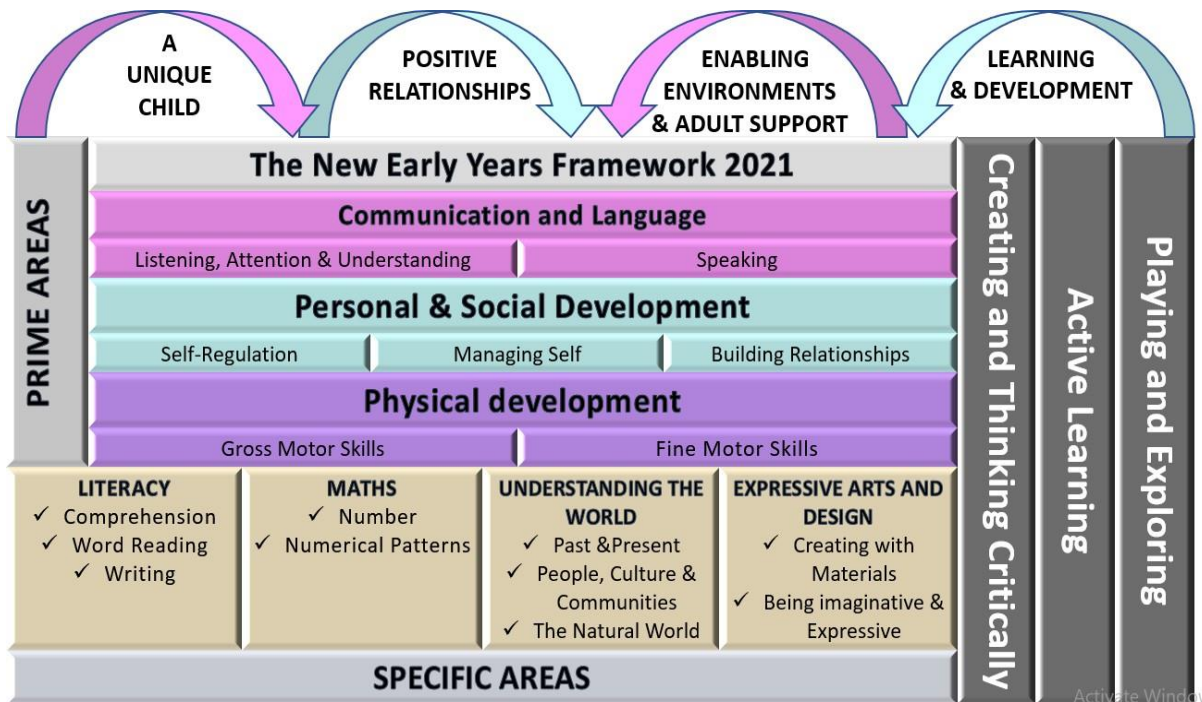 A
UNIQUE
CHILD
POSITIVE
RELATIONSHIPS
ENABLING
ENVIRONMENTS
& ADULT SUPPORT
LEARNING
& DEVELOPMENT
PRIME AREAS
The New Early Years Framework 2021
Communication and Language
Listening, Attention & Understanding
Speaking
Personal & Social Development
Self-Regulation
Managing Self
Building Relationships
Physical development
Gross Motor Skills
Fine Motor Skills
LITERACY
✓ Comprehension
✓ Word Reading
✓ Writing
MATHS
✓ Number
✓ Numerical Patterns
UNDERSTANDING THE
WORLD
✓ Past &Present
✓ People, Culture &
Communities
✓ The Natural World
EXPRESSIVE ARTS AND
DESIGN
✓ Creating with
Materials
✓ Being imaginative &
Expressive
SPECIFIC AREAS
Creating and Thinking Critically
Active Learning
Playing and Exploring
Activate Window